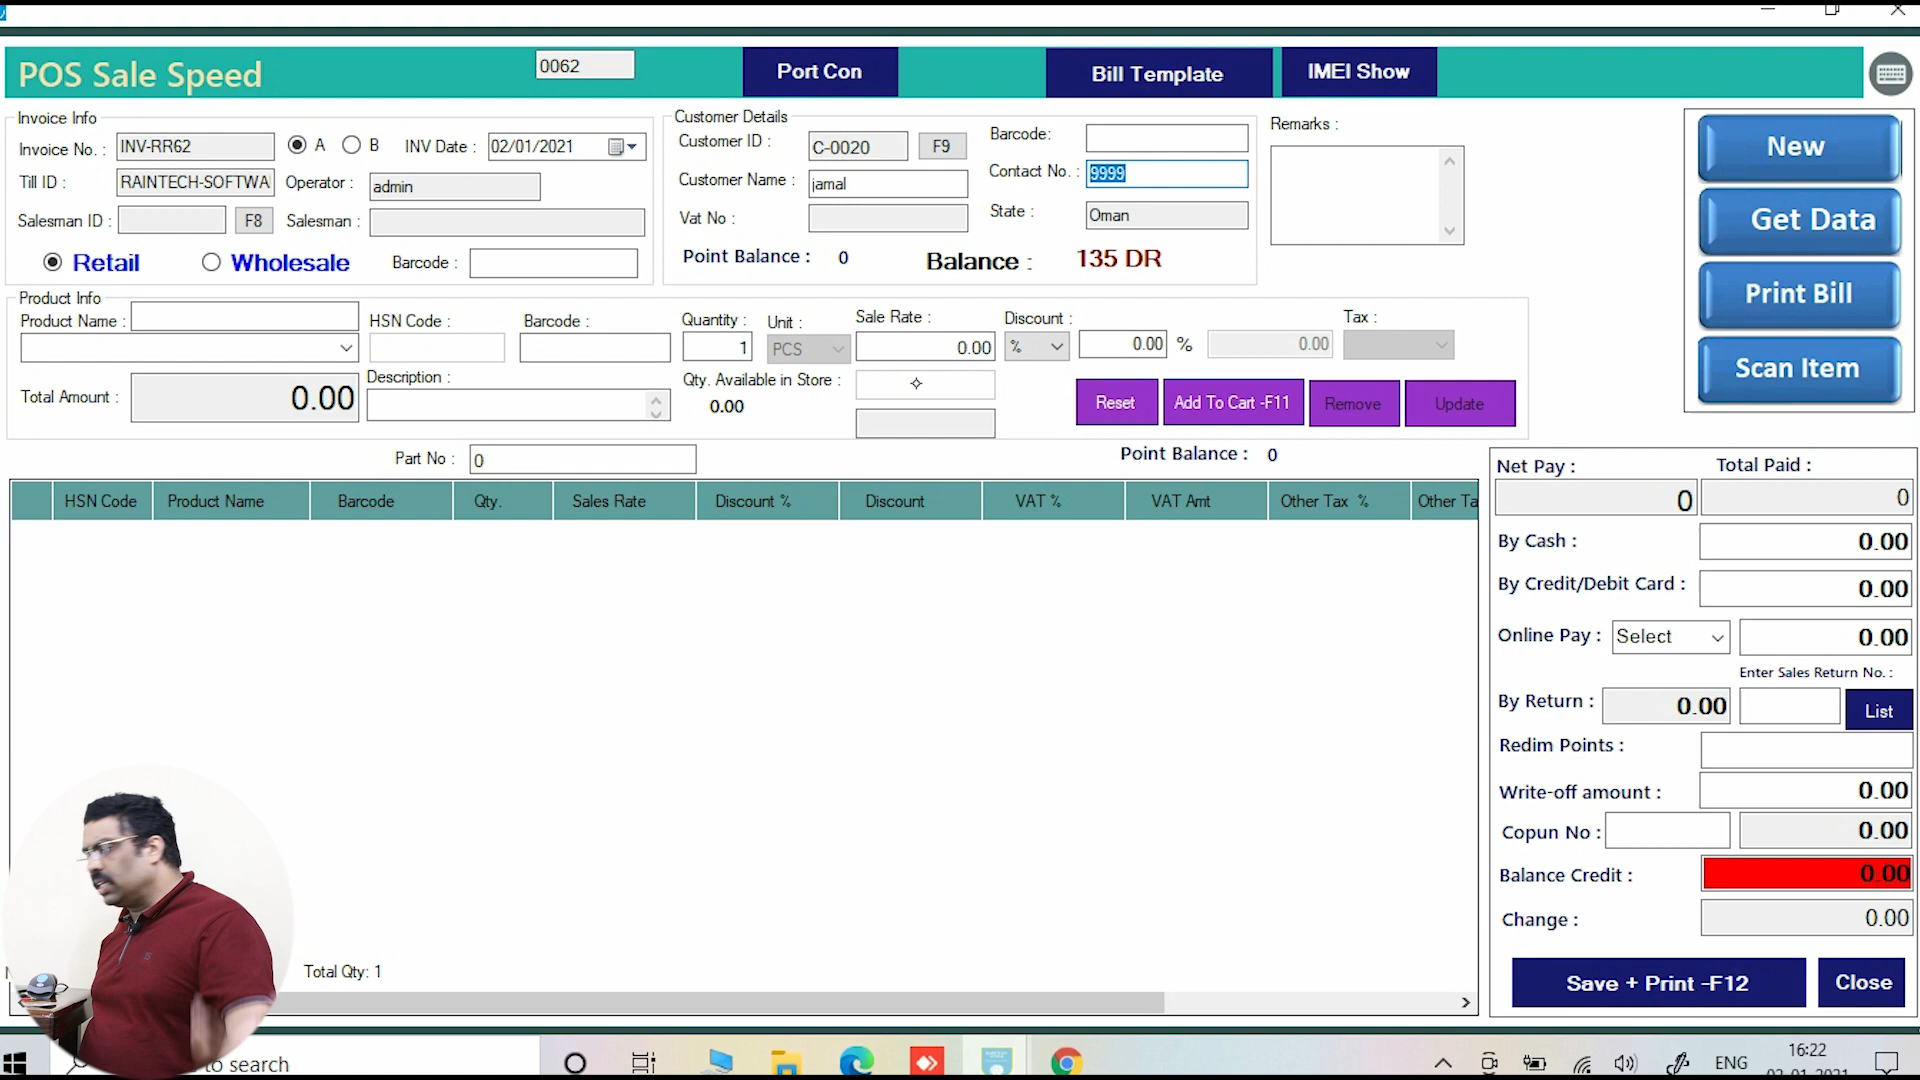 POS Sale Speed
0062
Port Con
Bill Template
IMEI Show
Invoice Info
Invoice No. :
INV-RR62
A
B
INV Date :
02/01/2021
Till ID :
RAINTECH-SOFTWA
Operator :
admin
Salesman ID :
F8
Salesman :
Retail
Wholesale
Barcode :
Customer Details
Customer ID :
C-0020
F9
Barcode:
Customer Name :
jamal
Contact No. :
9999
Vat No :
State :
Oman
Point Balance :
0
Balance :
135 DR
Remarks :
New
Get Data
Print Bill
Scan Item
Product Info
Product Name :
HSN Code :
Barcode :
Quantity :
1
Unit :
PCS
Sale Rate :
0.00
Discount :
%
0.00
%
0.00
Tax :
Total Amount :
0.00
Description :
Qty. Available in Store :
0.00
Reset
Add To Cart -F11
Remove
Update
Part No :
0
Point Balance :
0
HSN Code
Product Name
Barcode
Qty.
Sales Rate
Discount %
Discount
VAT %
VAT Amt
Other Tax %
Other Ta
Total Qty: 1
Net Pay :
Total Paid :
0
0
By Cash :
0.00
By Credit/Debit Card :
0.00
Online Pay :
Select
0.00
Enter Sales Return No. :
By Return :
0.00
List
Redim Points :
Write-off amount :
0.00
Copun No :
0.00
Balance Credit :
0.00
Change :
0.00
Save + Print -F12
Close
to search
ENG
16:22